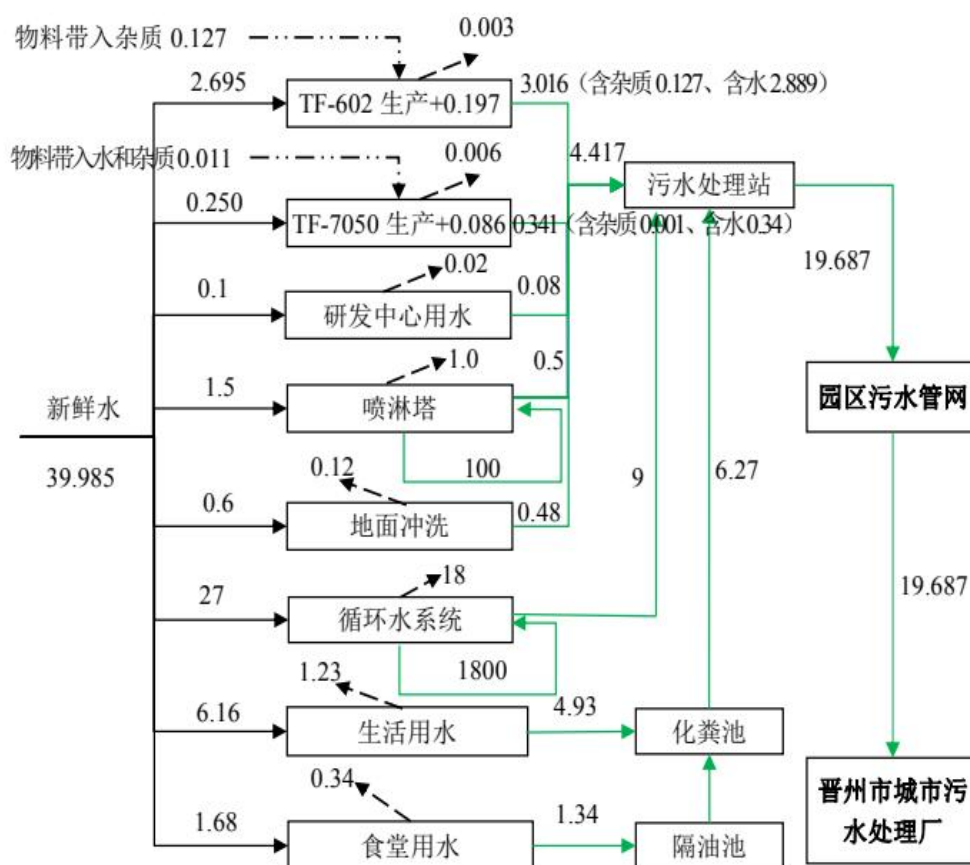 物料带入杂质 0.127
0.003
2.695
TF-602 生产+0.197
3.016（含杂质 0.127、含水 2.889）
物料带入水和杂质 0.011
0.006
4.417
污水处理站
0.250
TF-7050 生产+0.086
0.341（含杂质 0.001、含水 0.34）
19.687
0.1
0.02
研发中心用水
0.08
1.5
1.0
喷淋塔
0.5
100
园区污水管网
新鲜水
39.985
0.12
0.6
地面冲洗
0.48
9
6.27
18
27
循环水系统
1800
19.687
1.23
6.16
生活用水
4.93
化粪池
0.34
1.68
食堂用水
1.34
隔油池
晋州市城市污
水处理厂